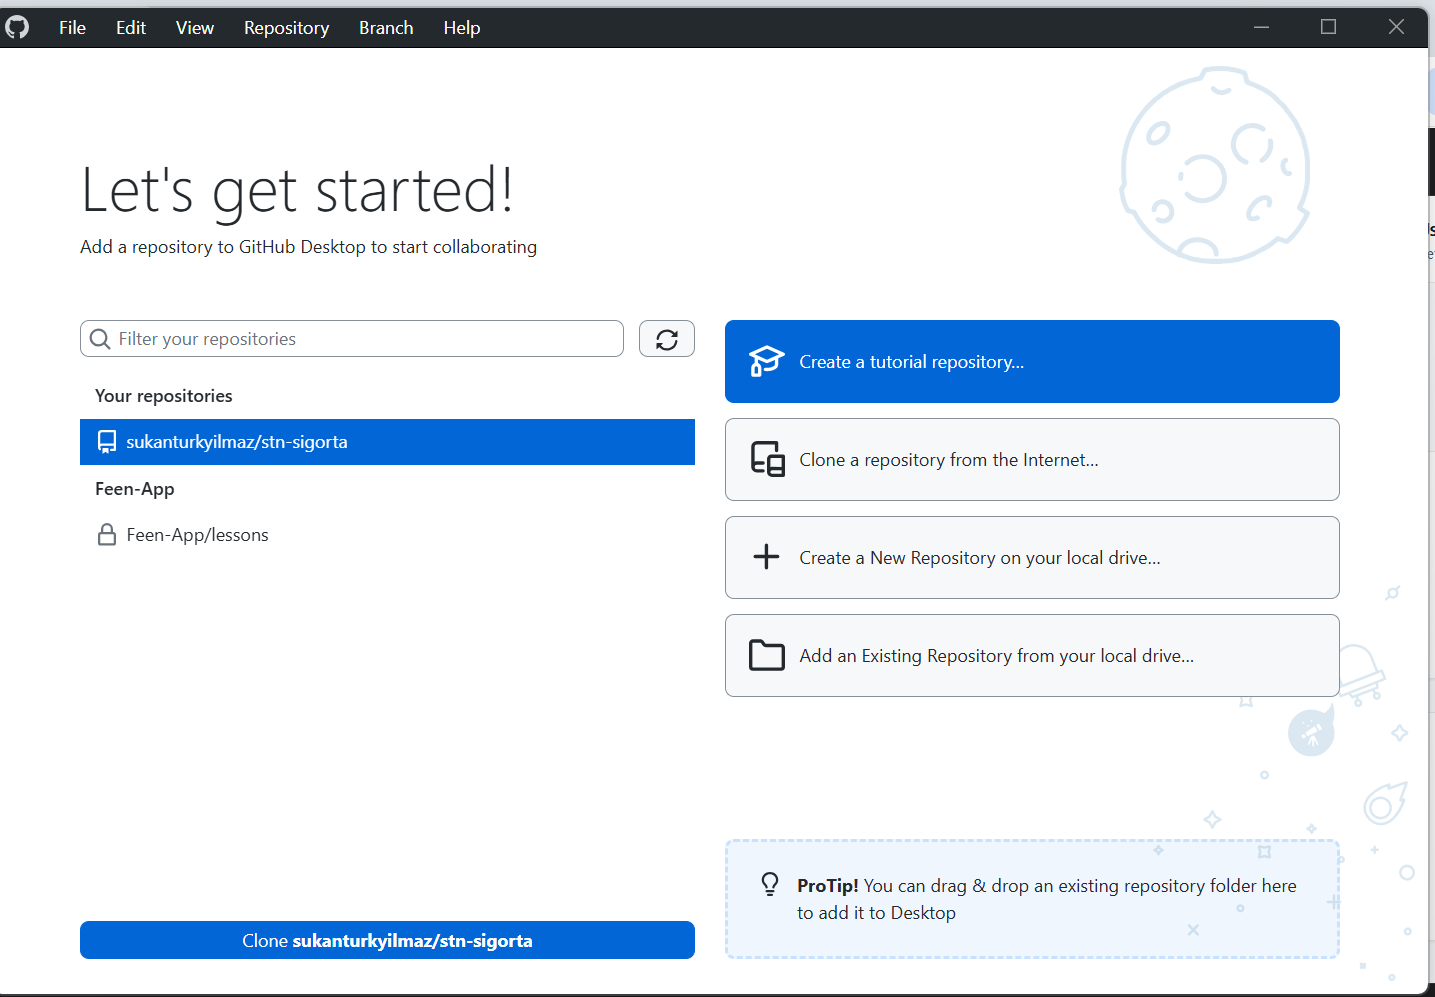 File Edit View Repository Branch Help
Let's get started!
Add a repository to GitHub Desktop to start collaborating
Filter your repositories
Your repositories
sukanturkyilmaz/stn-sigorta
Feen-App
Feen-App/lessons
Clone sukanturkyilmaz/stn-sigorta
Create a tutorial repository...
Clone a repository from the Internet...
Create a New Repository on your local drive...
Add an Existing Repository from your local drive...
ProTip! You can drag & drop an existing repository folder here
to add it to Desktop